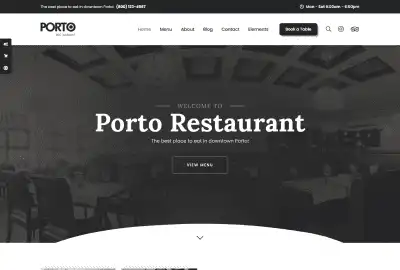 The best place to eat in downtown Porto! (800) 123-4567
Mon - Sat 9:00am - 6:00pm
PORTO
Home Menu About Blog Contact Elements Book a Table
WELCOME TO
Porto Restaurant
The best place to eat in downtown Porto!
VIEW MENU